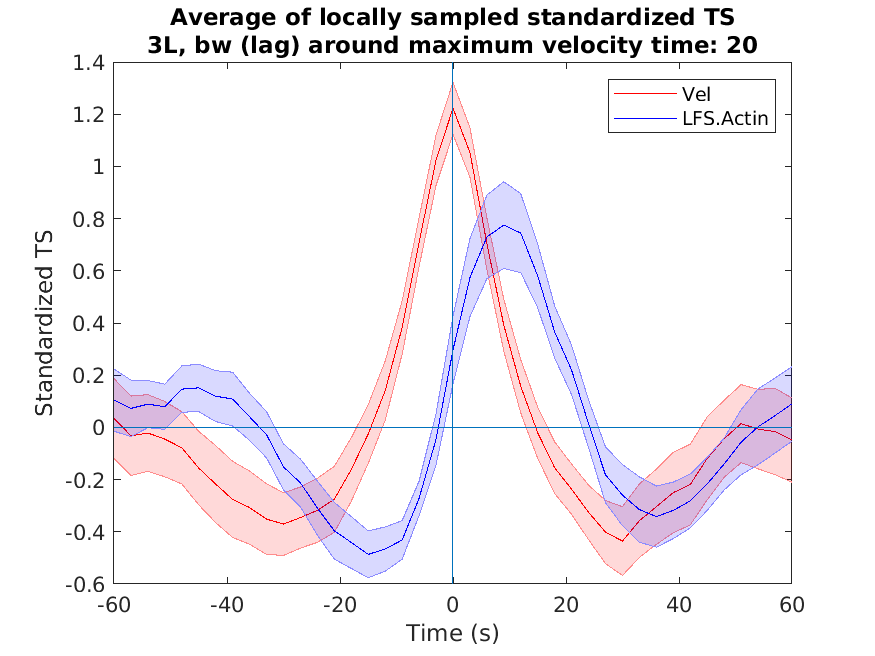 Average of locally sampled standardized TS
3L, bw (lag) around maximum velocity time: 20
1.4
1.2
1
0.8
0.6
0.4
0.2
0
-0.2
-0.4
-0.6
Standardized TS
Vel
LFS.Actin
-60 -40 -20 0 20 40 60
Time (s)